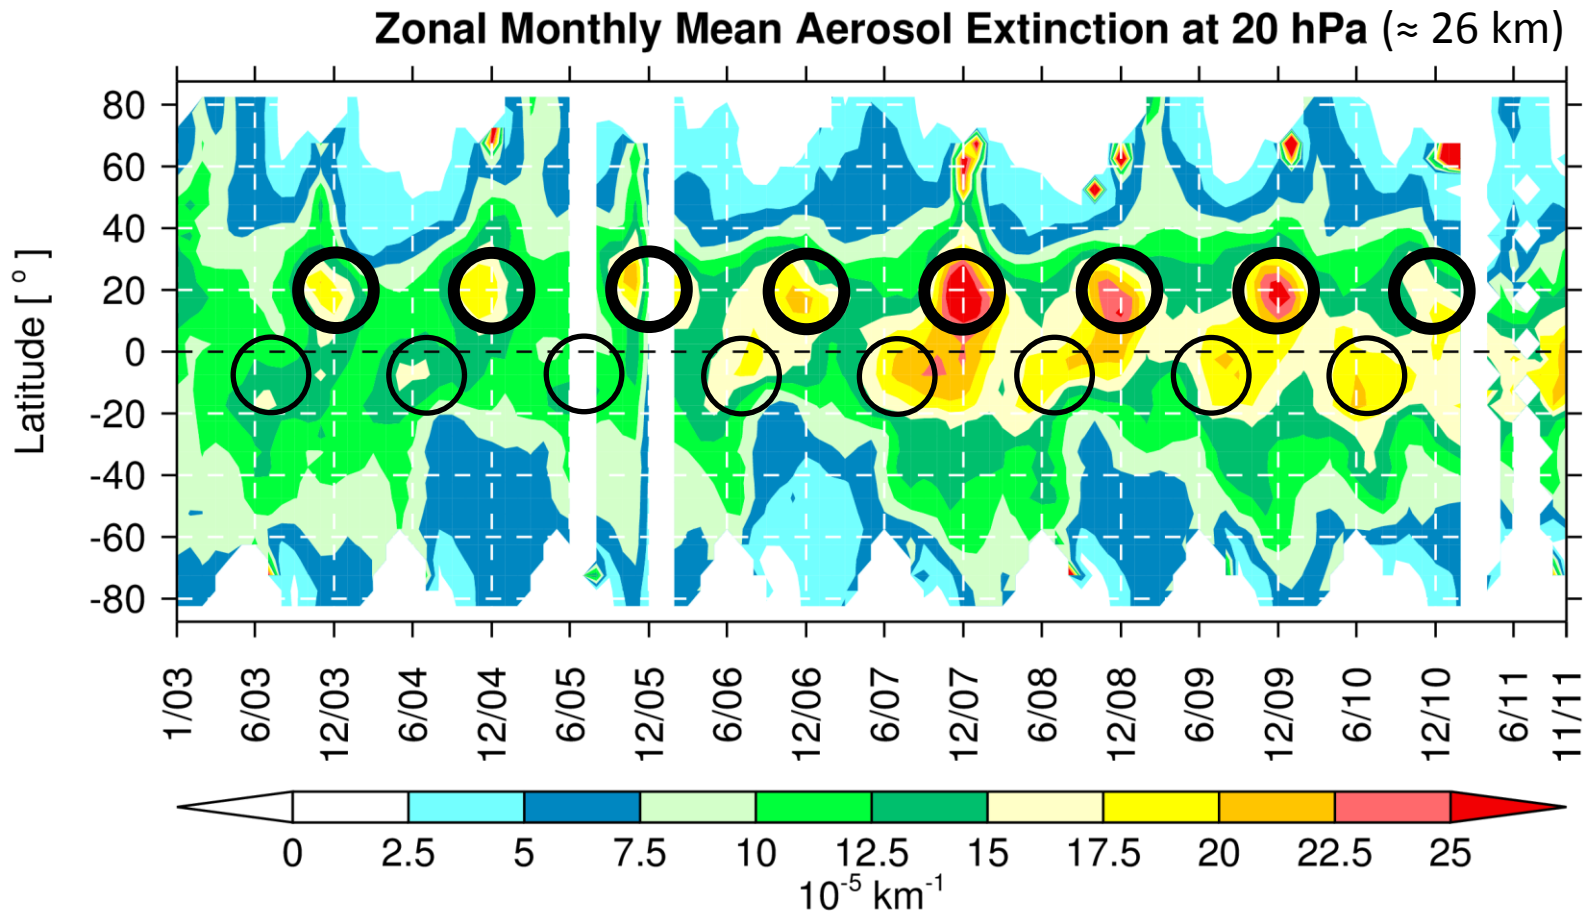 Zonal Monthly Mean Aerosol Extinction at 20 hPa (≈ 26 km)
Latitude [ º ]
80
60
40
20
0
-20
-40
-60
-80
1/03 6/03 12/03 6/04 12/04 6/05 12/05 6/06 12/06 6/07 12/07 6/08 12/08 6/09 12/09 6/10 12/10 6/11 11/11
0 2.5 5 7.5 10 12.5 15 17.5 20 22.5 25
10⁻⁵ km⁻¹